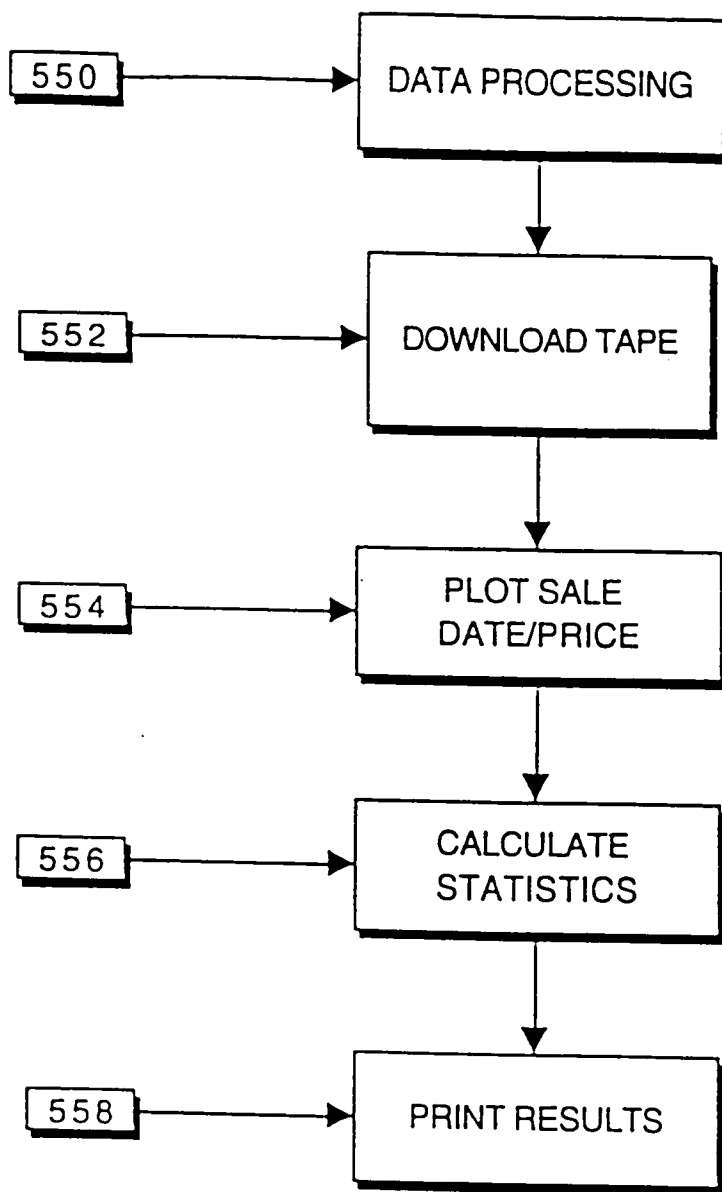 550
DATA PROCESSING
552
DOWNLOAD TAPE
554
PLOT SALE
DATE/PRICE
556
CALCULATE
STATISTICS
558
PRINT RESULTS